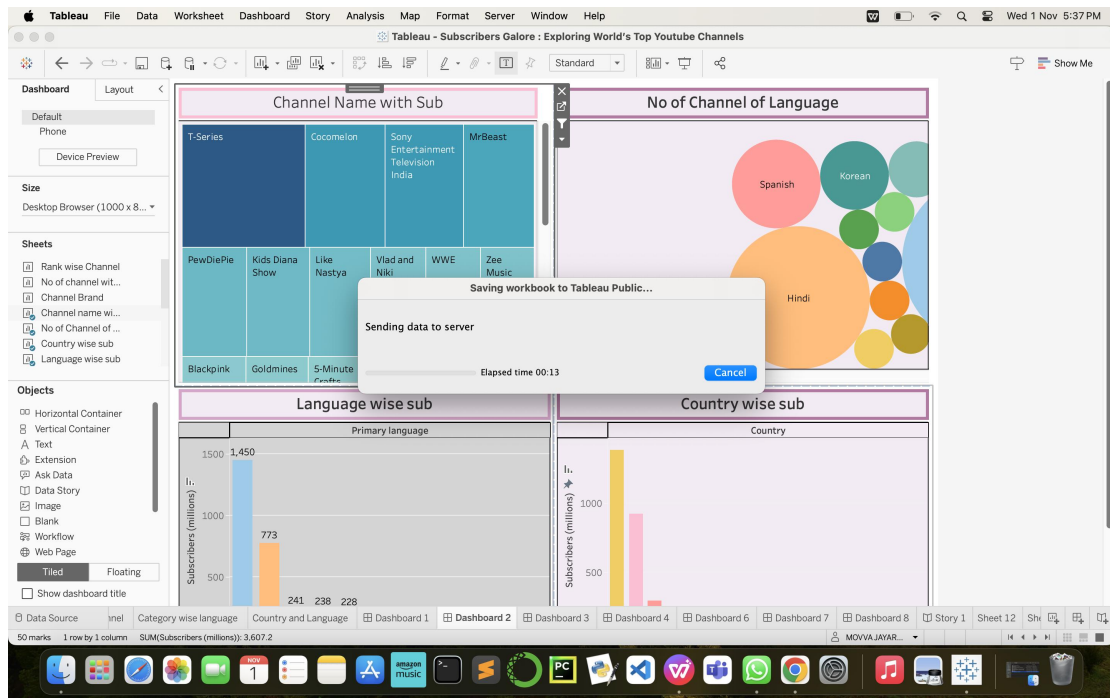 Tableau File Data Worksheet Dashboard Story Analysis Map Format Server Window Help Wed 1 Nov 5:37 PM
Tableau - Subscribers Galore : Exploring World's Top Youtube Channels
Standard Show Me
Dashboard Layout
Default
Phone
Device Preview
Size
Desktop Browser (1000 x 8...
Sheets
Rank wise Channel
No of channel wit...
Channel Brand
Channel name wi...
No of Channel of ...
Country wise sub
Language wise sub
Objects
Horizontal Container
Vertical Container
Text
Extension
Ask Data
Data Story
Image
Blank
Workflow
Web Page
Tiled Floating
Show dashboard title
Channel Name with Sub
T-Series Cocomelon Sony MrBeast
Entertainment
Television
India
PewDiePie Kids Diana Like Vlad and WWE Zee
Show Nastya Niki Music
Blackpink Goldmines 5-Minute
Crafts
No of Channel of Language
Spanish
Korean
Hindi
Saving workbook to Tableau Public...
Sending data to server
Elapsed time 00:13
Cancel
Language wise sub
Primary language
Subscribers (millions)
1500
1000
500
1,450
773
241 238 228
Country wise sub
Country
Subscribers (millions)
1000
500
Data Source nnel Category wise language Country and Language Dashboard 1 Dashboard 2 Dashboard 3 Dashboard 4 Dashboard 6 Dashboard 7 Dashboard 8 Story 1 Sheet 12 She
50 marks 1 row by 1 column SUM(Subscribers (millions)): 3,607.2 MOVVA.JAYAR...
NOV
1
amazon
music
PC